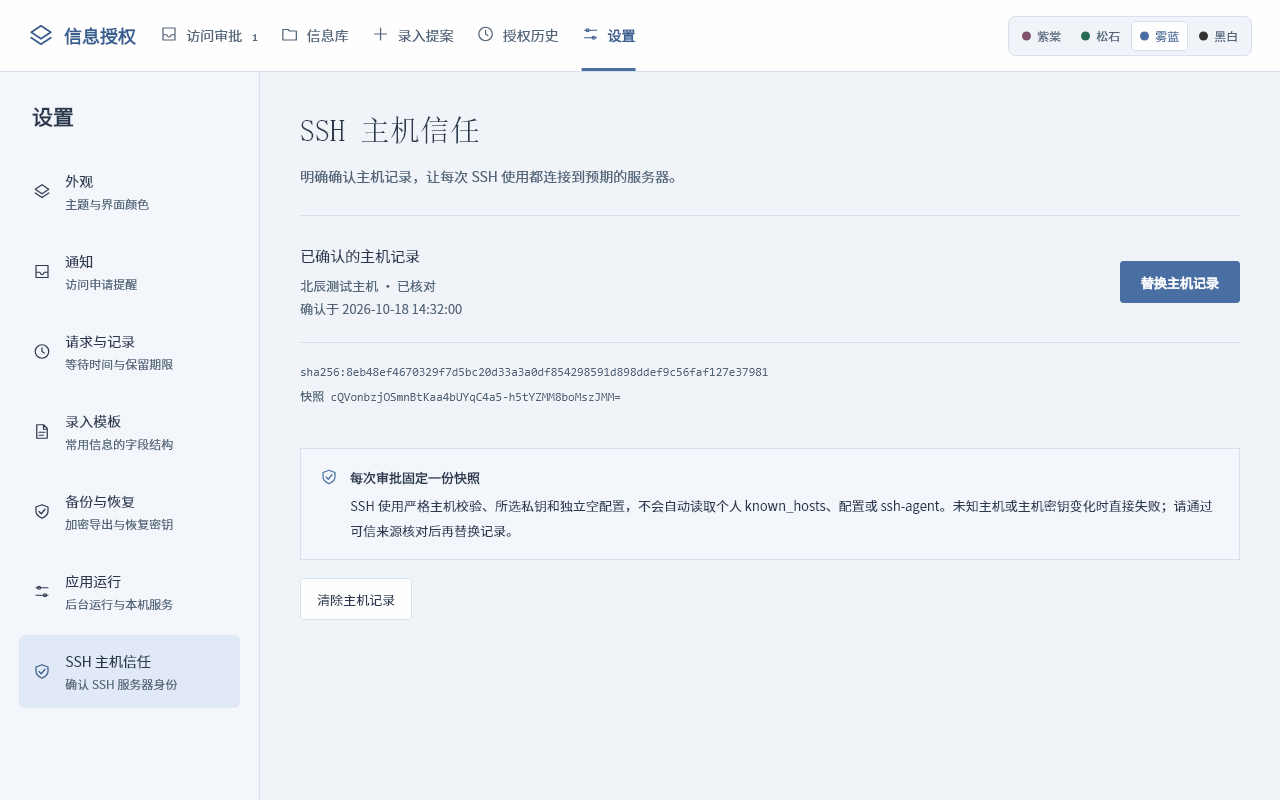 信息授权
访问审批 1
信息库
录入提案
授权历史
设置
紫棠
松石
雾蓝
黑白
设置
外观
主题与界面颜色
通知
访问申请提醒
请求与记录
等待时间与保留期限
录入模板
常用信息的字段结构
备份与恢复
加密导出与恢复密钥
应用运行
后台运行与本机服务
SSH 主机信任
确认 SSH 服务器身份
SSH 主机信任
明确确认主机记录，让每次 SSH 使用都连接到预期的服务器。
已确认的主机记录
北辰测试主机 · 已核对
确认于 2026-10-18 14:32:00
替换主机记录
sha256:8eb48ef4670329f7d5bc20d33a3a0df854298591d898ddef9c56faf127e37981
快照 cQVonbzjOSmnBtKaa4bUYqC4a5-h5tYZMM8boMszJMM=
每次审批固定一份快照
SSH 使用严格主机校验、所选私钥和独立空配置，不会自动读取个人 known_hosts、配置或 ssh-agent。未知主机或主机密钥变化时直接失败；请通过
可信来源核对后再替换记录。
清除主机记录